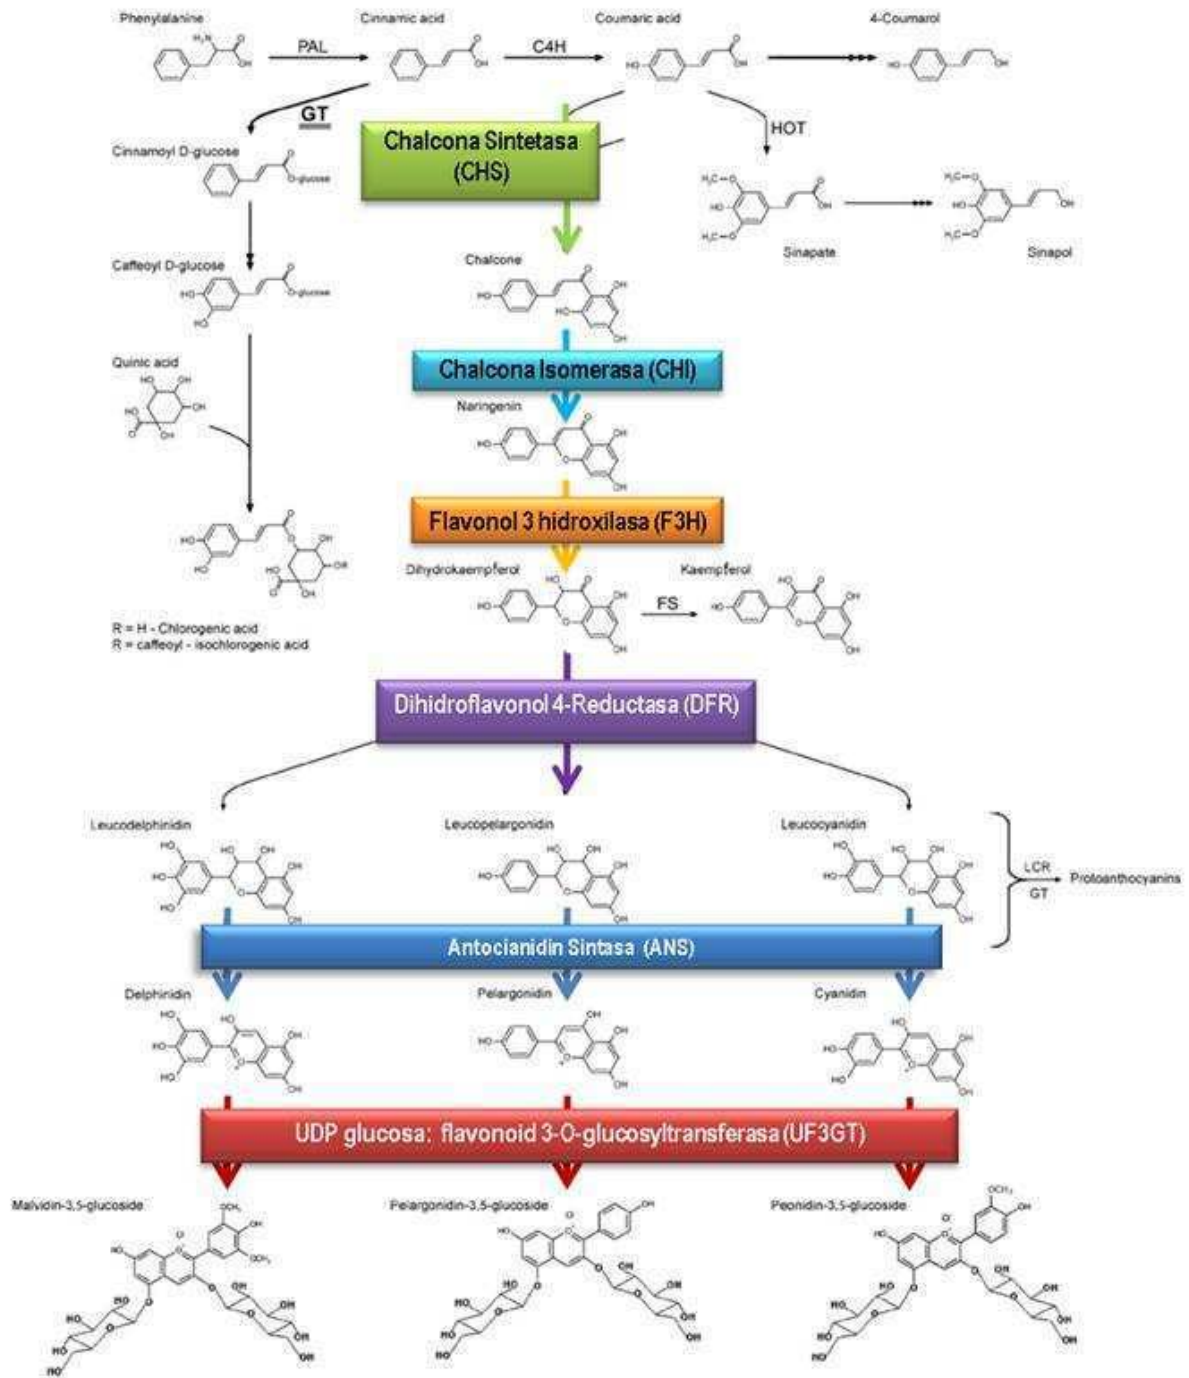 Phenylalanine
Cinnamic acid
Coumaric acid
4-Coumarol
PAL
C4H
GT
HOT
Chalcona Sintetasa
(CHS)
Cinnamoyl D-glucose
Sinapate
Sinapol
Caffeoyl D-glucose
Chalcone
Quinic acid
Chalcona Isomerasa (CHI)
Naringenin
Flavonol 3 hidroxilasa (F3H)
Dihydrokaempferol
Kaempferol
FS
R = H - Chlorogenic acid
R = caffeoyl - isochlorogenic acid
Dihidroflavonol 4-Reductasa (DFR)
Leucodelphinidin
Leucopelargonidin
Leucocyanidin
LCR
GT
Protoanthocyanins
Antocianidin Sintasa (ANS)
Delphinidin
Pelargonidin
Cyanidin
UDP glucosa: flavonoid 3-O-glucosyltransferasa (UF3GT)
Malvidin-3,5-glucoside
Pelargonidin-3,5-glucoside
Peonidin-3,5-glucoside